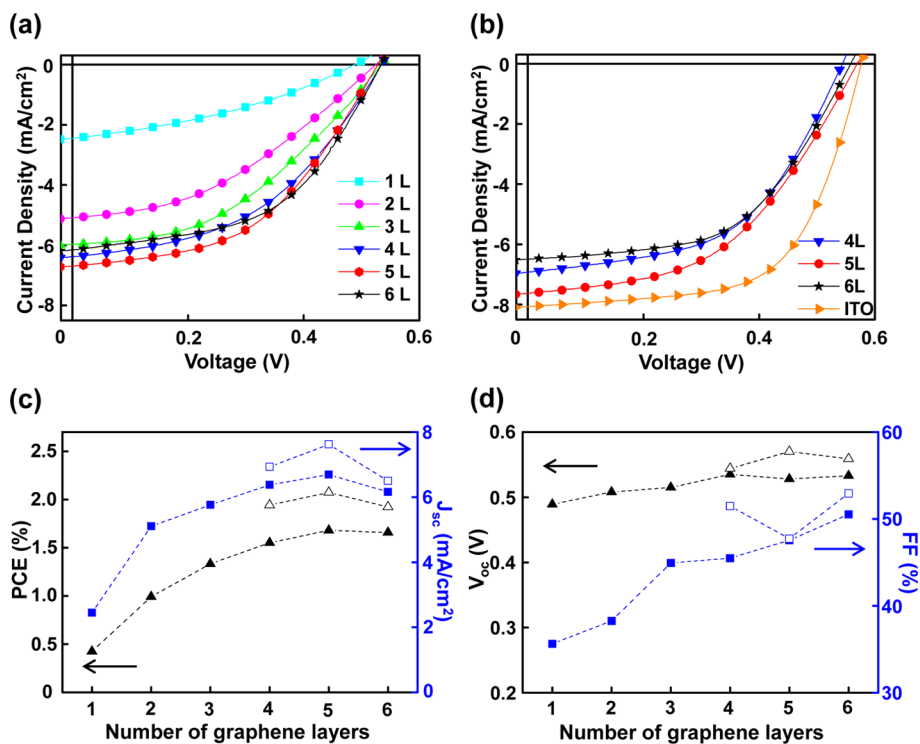 (a)
0
-2
-4
-6
-8
Current Density (mA/cm²)
0
0.2
0.4
0.6
Voltage (V)
1 L
2 L
3 L
4 L
5 L
6 L
(b)
0
-2
-4
-6
-8
Current Density (mA/cm²)
0
0.2
0.4
0.6
Voltage (V)
4L
5L
6L
ITO
(c)
2.5
2.0
1.5
1.0
0.5
0.0
PCE (%)
8
6
4
2
0
Jsc (mA/cm²)
1 2 3 4 5 6
Number of graphene layers
(d)
0.6
0.5
0.4
0.3
0.2
Voc (V)
60
50
40
30
FF (%)
1 2 3 4 5 6
Number of graphene layers